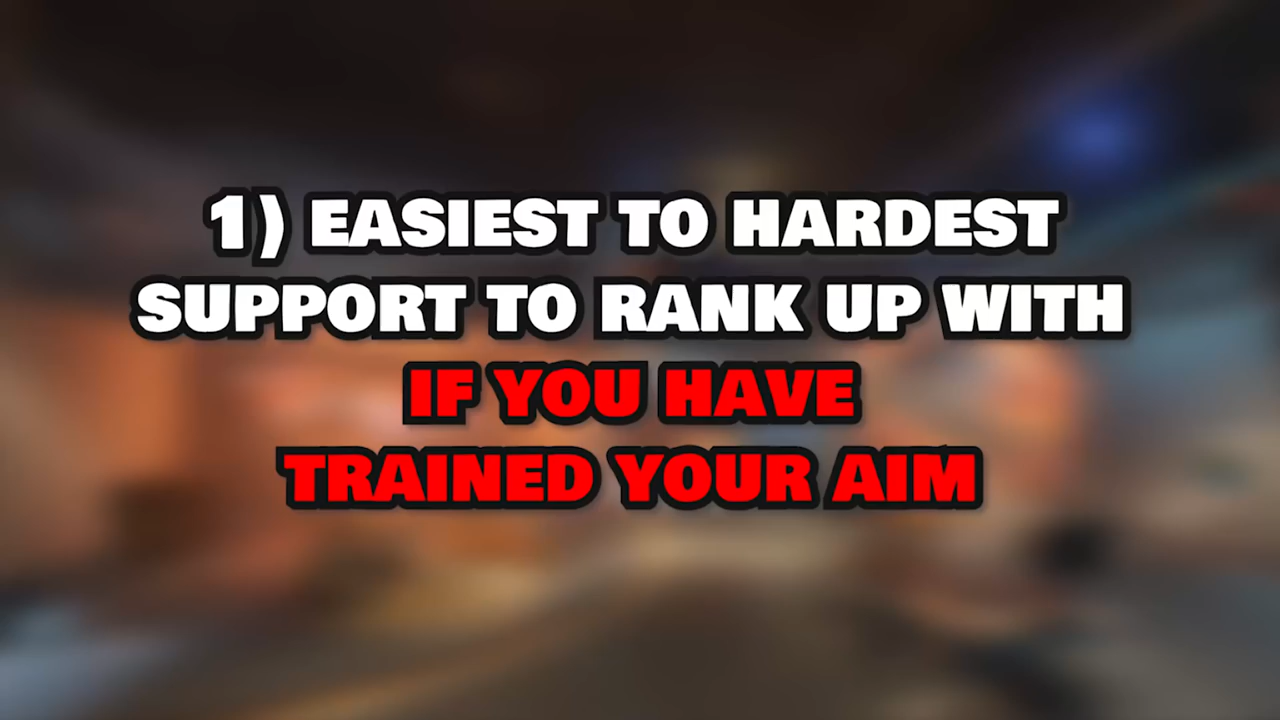 1) EASIEST TO HARDEST
SUPPORT TO RANK UP WITH
IF YOU HAVE
TRAINED YOUR AIM